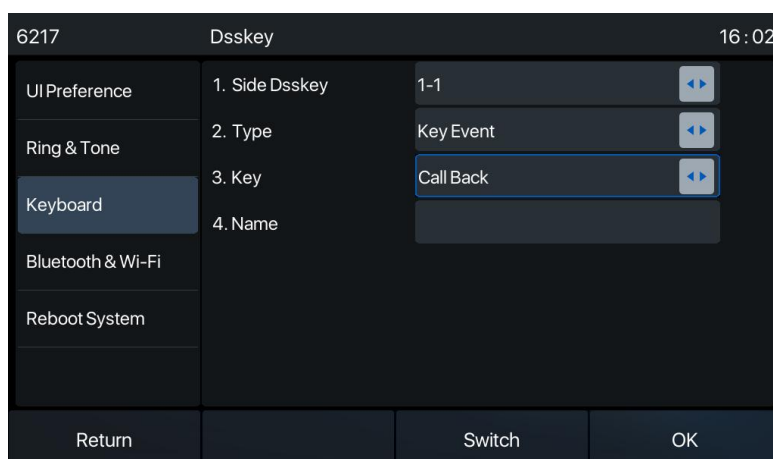 6217 Dsskey 16:02
UI Preference
Ring & Tone
Keyboard
Bluetooth & Wi-Fi
Reboot System
1. Side Dsskey 1-1
2. Type Key Event
3. Key Call Back
4. Name
Return Switch OK